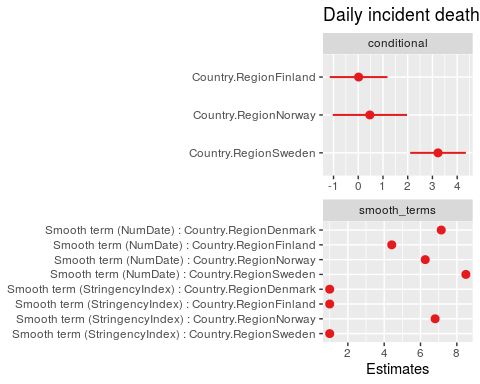 Daily incident death
conditional
Country.RegionFinland
Country.RegionNorway
Country.RegionSweden
-1 0 1 2 3 4
smooth_terms
Smooth term (NumDate) : Country.RegionDenmark
Smooth term (NumDate) : Country.RegionFinland
Smooth term (NumDate) : Country.RegionNorway
Smooth term (NumDate) : Country.RegionSweden
Smooth term (StringencyIndex) : Country.RegionDenmark
Smooth term (StringencyIndex) : Country.RegionFinland
Smooth term (StringencyIndex) : Country.RegionNorway
Smooth term (StringencyIndex) : Country.RegionSweden
2 4 6 8
Estimates